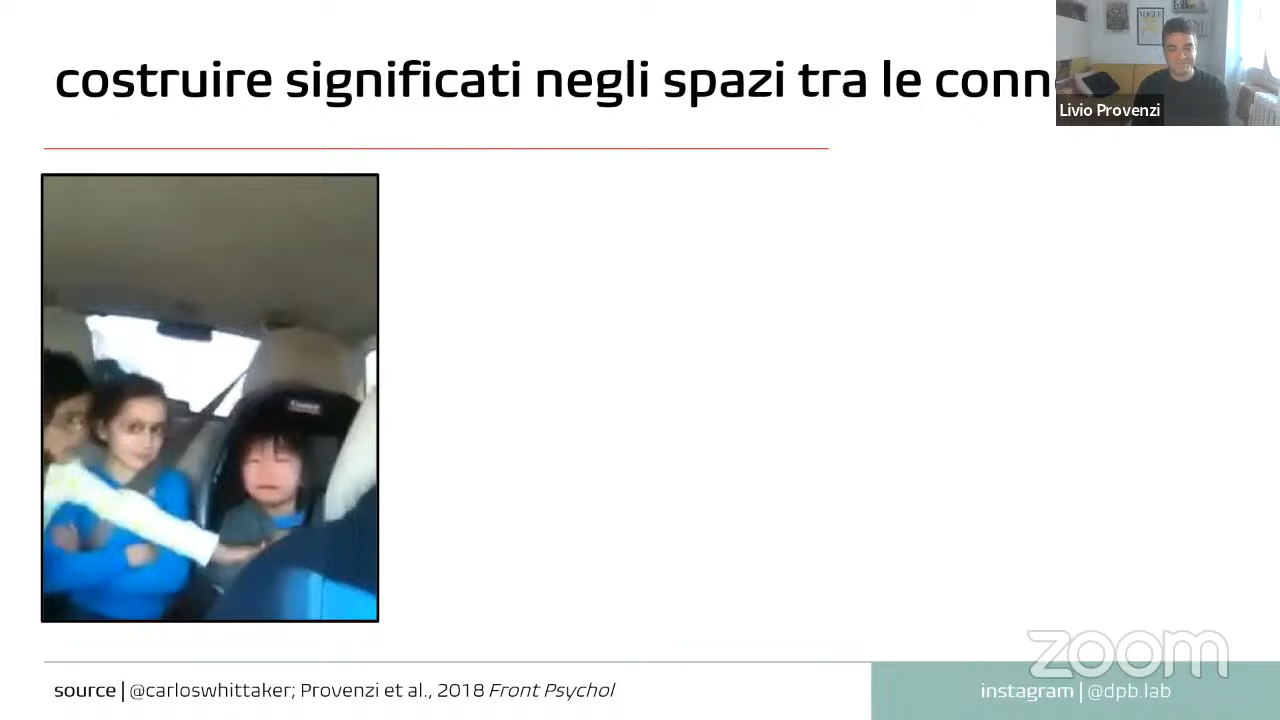 costruire significati negli spazi tra le conn
VOGUE
Livio Provenzi
zoom
source | @carloswhittaker; Provenzi et al., 2018 Front Psychol
instagram | @dpb.lab